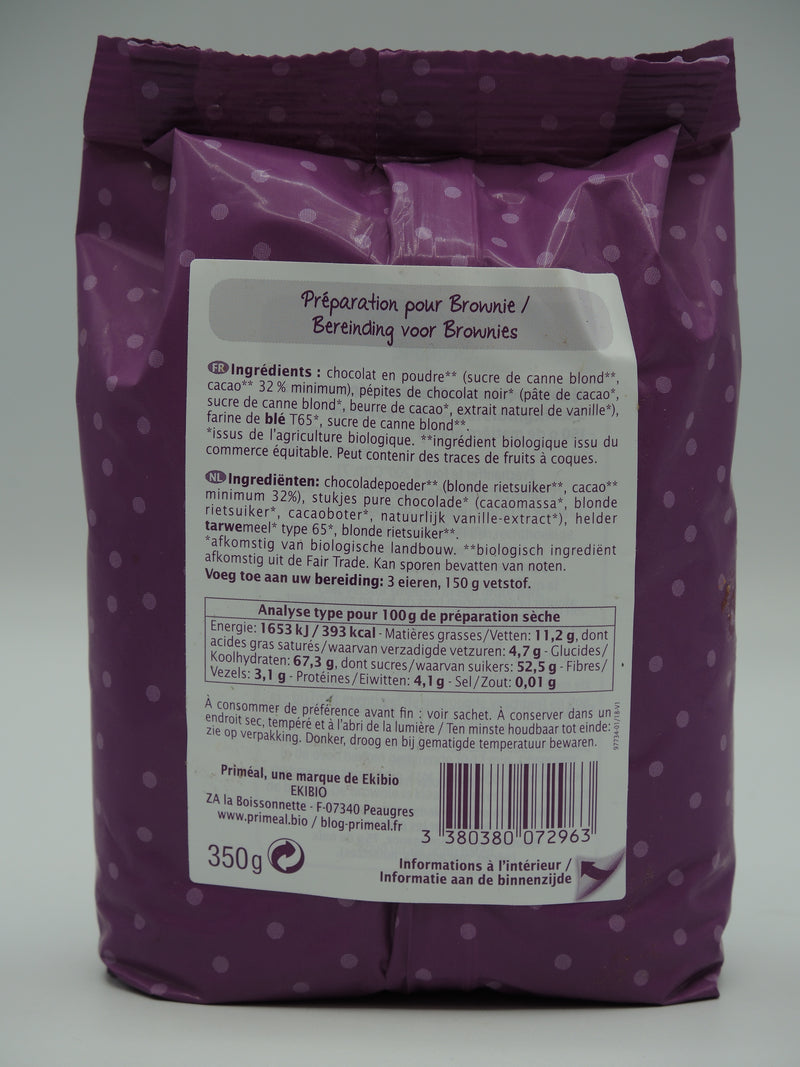 Préparation pour Brownie /
Bereinding voor Brownies
FR Ingrédients : chocolat en poudre** (sucre de canne blond**,
cacao** 32 % minimum), pépites de chocolat noir* (pâte de cacao*,
sucre de canne blond*, beurre de cacao*, extrait naturel de vanille*),
farine de blé T65*, sucre de canne blond**.
*issus de l'agriculture biologique. **ingrédient biologique issu du
commerce équitable. Peut contenir des traces de fruits à coques.
NL Ingrediënten: chocoladepoeder** (blonde rietsuiker**, cacao**
minimum 32%), stukjes pure chocolade* (cacaomassa*, blonde
rietsuiker*, cacaoboter*, natuurlijk vanille-extract*), helder
tarwemeel* type 65*, blonde rietsuiker**.
*afkomstig van biologische landbouw. **biologisch ingrediënt
afkomstig uit de Fair Trade. Kan sporen bevatten van noten.
Voeg toe aan uw bereiding: 3 eieren, 150 g vetstof.
Analyse type pour 100g de préparation sèche
Energie: 1653 kJ / 393 kcal - Matières grasses/Vetten: 11,2 g, dont
acides gras saturés/waarvan verzadigde vetzuren: 4,7 g - Glucides/
Koolhydraten: 67,3 g, dont sucres/waarvan suikers: 52,5 g - Fibres/
Vezels: 3,1 g - Protéines/Eiwitten: 4,1 g - Sel/Zout: 0,01 g
À consommer de préférence avant fin : voir sachet. À conserver dans un
endroit sec, tempéré et à l'abri de la lumière / Ten minste houdbaar tot einde:
zie op verpakking. Donker, droog en bij gematigde temperatuur bewaren.
97734-01/18-V1
Priméal, une marque de Ekibio
EKIBIO
ZA la Boissonnette - F-07340 Peaugres
www.primeal.bio / blog-primeal.fr
3 380380 072963
350g
Informations à l'intérieur /
Informatie aan de binnenzijde